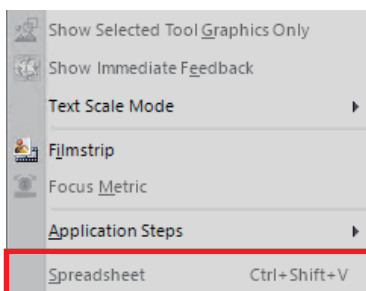 Show Selected Tool Graphics Only
Show Immediate Feedback
Text Scale Mode
Filmstrip
Focus Metric
Application Steps
Spreadsheet Ctrl+Shift+V